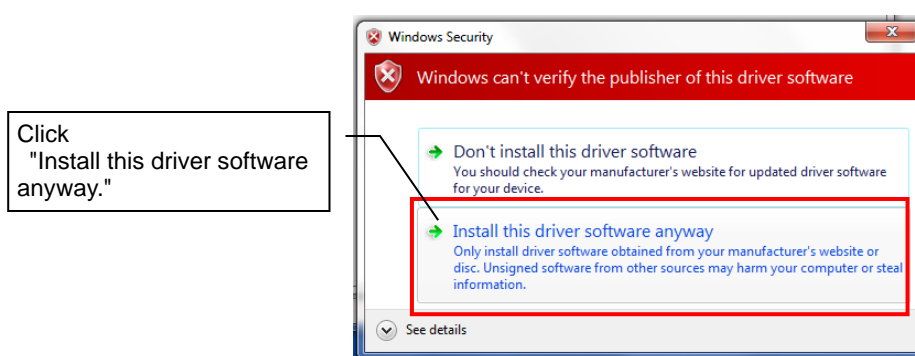 Windows Security
Windows can't verify the publisher of this driver software
Click
"Install this driver software
anyway."
Don't install this driver software
You should check your manufacturer's website for updated driver software
for your device.
Install this driver software anyway
Only install driver software obtained from your manufacturer's website or
disc. Unsigned software from other sources may harm your computer or steal
information.
See details